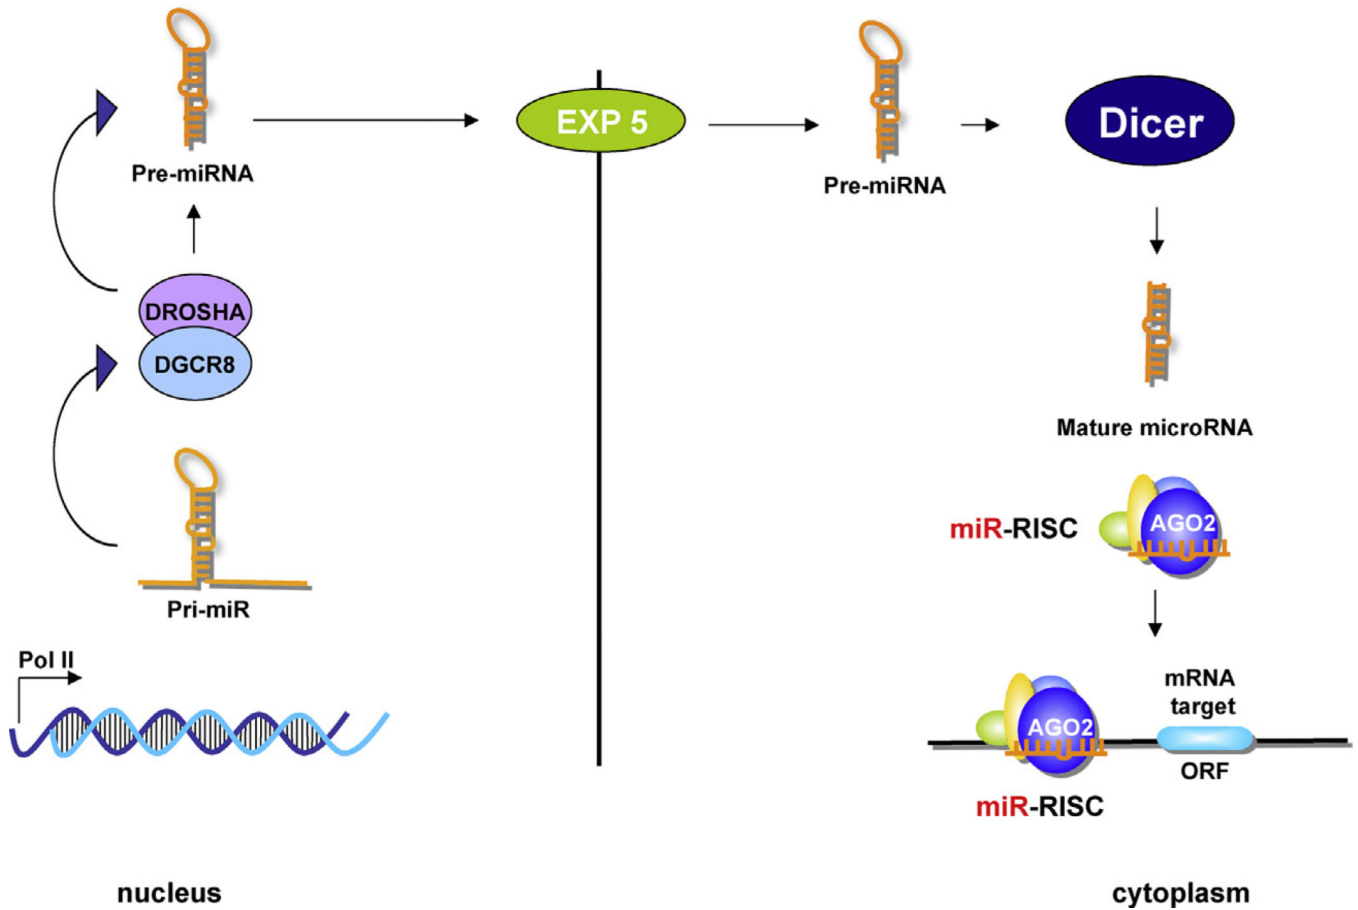 Pre-miRNA
DROSHA
DGCR8
Pri-miR
Pol II
nucleus
EXP 5
Pre-miRNA
Dicer
Mature microRNA
miR-RISC
AGO2
mRNA
target
AGO2
ORF
miR-RISC
cytoplasm